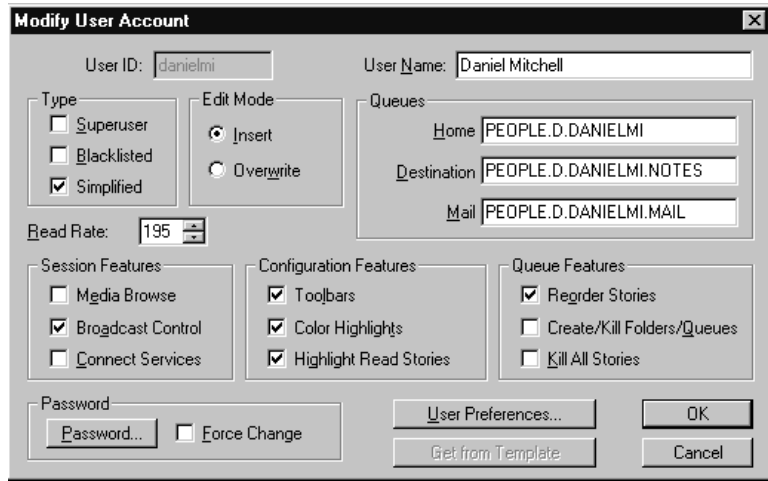 Modify User Account
User ID: danielmi
User Name: Daniel Mitchell
Type
Superuser
Blacklisted
Simplified
Edit Mode
Insert
Overwrite
Queues
Home PEOPLE.D.DANIELMI
Destination PEOPLE.D.DANIELMI.NOTES
Mail PEOPLE.D.DANIELMI.MAIL
Read Rate: 195
Session Features
Media Browse
Broadcast Control
Connect Services
Configuration Features
Toolbars
Color Highlights
Highlight Read Stories
Queue Features
Reorder Stories
Create/Kill Folders/Queues
Kill All Stories
Password
Password...
Force Change
User Preferences...
OK
Get from Template
Cancel